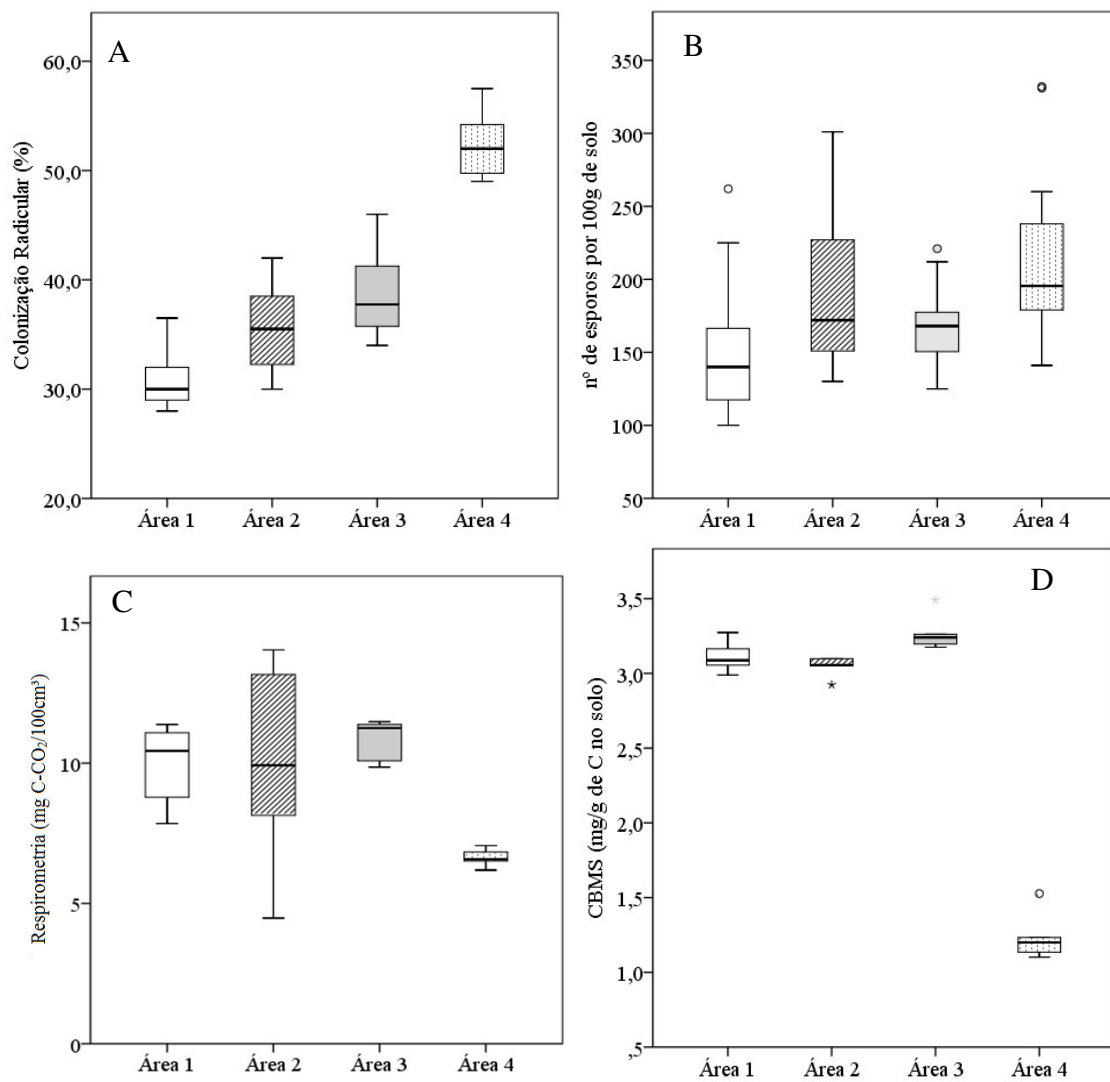 A
Colonização Radicular (%)
60,0
50,0
40,0
30,0
20,0
Área 1 Área 2 Área 3 Área 4
B
nº de esporos por 100g de solo
350
300
250
200
150
100
50
Área 1 Área 2 Área 3 Área 4
C
Respirometria (mg C-CO₂/100cm³)
15
10
5
0
Área 1 Área 2 Área 3 Área 4
D
CBMS (mg/g de C no solo)
3,5
3,0
2,5
2,0
1,5
1,0
,5
Área 1 Área 2 Área 3 Área 4